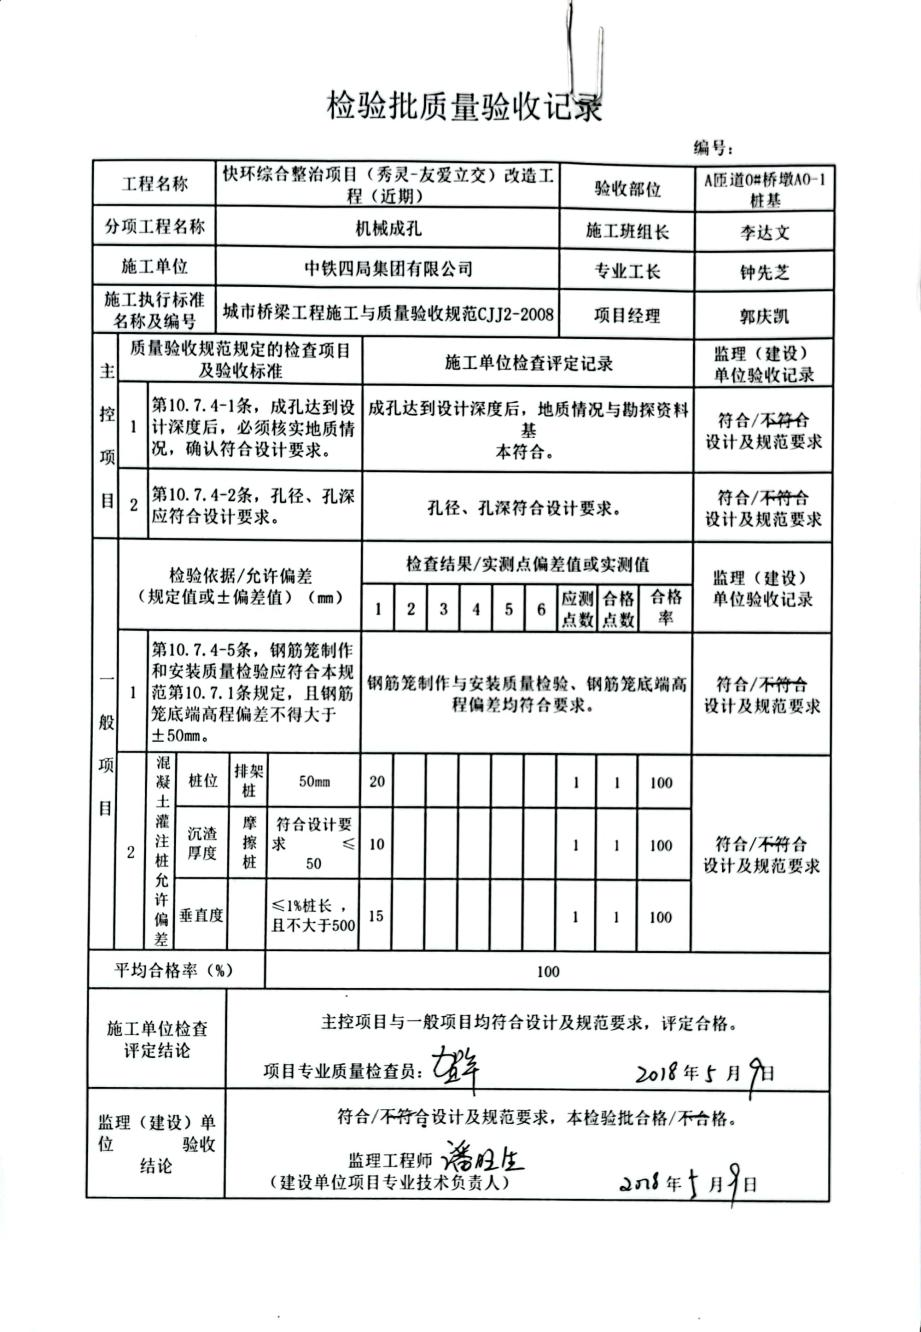 检验批质量验收记录
编号：
工程名称
快环综合整治项目（秀灵-友爱立交）改造工
程（近期）
验收部位
A匝道0#桥墩A0-1
桩基
分项工程名称
机械成孔
施工班组长
李达文
施工单位
中铁四局集团有限公司
专业工长
钟先芝
施工执行标准
名称及编号
城市桥梁工程施工与质量验收规范CJJ2-2008
项目经理
郭庆凯
主控项目
质量验收规范规定的检查项目
及验收标准
施工单位检查评定记录
监理（建设）
单位验收记录
1
第10.7.4-1条，成孔达到设
计深度后，必须核实地质情
况，确认符合设计要求。
成孔达到设计深度后，地质情况与勘探资料
基
本符合。
符合/不符合
设计及规范要求
2
第10.7.4-2条，孔径、孔深
应符合设计要求。
孔径、孔深符合设计要求。
符合/不符合
设计及规范要求
一般项目
检验依据/允许偏差
（规定值或±偏差值）（mm）
检查结果/实测点偏差值或实测值
1 2 3 4 5 6
应测
点数
合格
点数
合格
率
监理（建设）
单位验收记录
1
第10.7.4-5条，钢筋笼制作
和安装质量检验应符合本规
范第10.7.1条规定，且钢筋
笼底端高程偏差不得大于
±50mm。
钢筋笼制作与安装质量检验、钢筋笼底端高
程偏差均符合要求。
符合/不符合
设计及规范要求
2
混凝土灌注桩允许偏差
桩位
排架
桩
50mm
20
1 1 100
沉渣
厚度
摩擦桩
符合设计要
求 ≤
50
10
1 1 100
垂直度
≤1%桩长，
且不大于500
15
1 1 100
符合/不符合
设计及规范要求
平均合格率（%）
100
施工单位检查
评定结论
主控项目与一般项目均符合设计及规范要求，评定合格。
项目专业质量检查员：
2018年5月9日
监理（建设）单
位 验收
结论
符合/不符合设计及规范要求，本检验批合格/不合格。
监理工程师 潘旺生
（建设单位项目专业技术负责人）
2018年5月9日